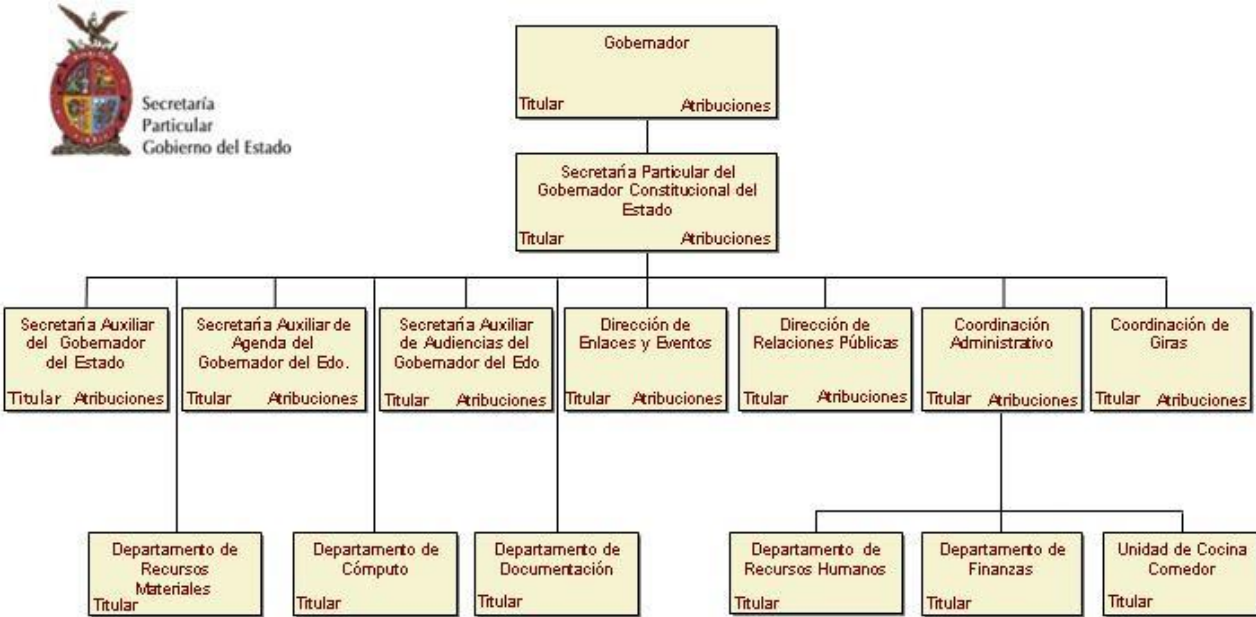 Secretaría
Particular
Gobierno del Estado
Gobernador
Titular Atribuciones
Secretaría Particular del
Gobernador Constitucional del
Estado
Titular Atribuciones
Secretaría Auxiliar
del Gobernador
del Estado
Titular Atribuciones
Secretaría Auxiliar de
Agenda del
Gobernador del Edo.
Titular Atribuciones
Secretaría Auxiliar
de Audiencias del
Gobernador del Edo
Titular Atribuciones
Dirección de
Enlaces y Eventos
Titular Atribuciones
Dirección de
Relaciones Públicas
Titular Atribuciones
Coordinación
Administrativo
Titular Atribuciones
Coordinación de
Giras
Titular Atribuciones
Departamento de
Recursos
Materiales
Titular
Departamento de
Cómputo
Titular
Departamento de
Documentación
Titular
Departamento de
Recursos Humanos
Titular
Departamento de
Finanzas
Titular
Unidad de Cocina
Comedor
Titular